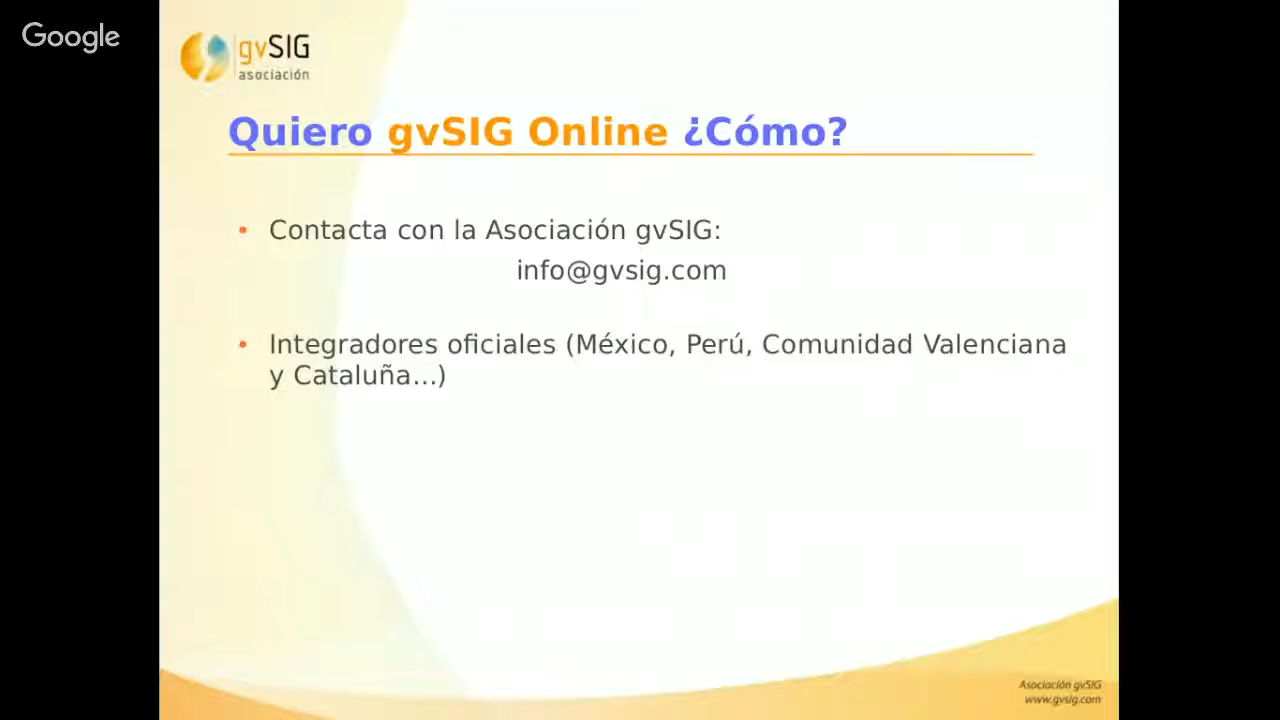 Google
gvSIG
asociación
Quiero gvSIG Online ¿Cómo?
• Contacta con la Asociación gvSIG:
info@gvsig.com
• Integradores oficiales (México, Perú, Comunidad Valenciana
y Cataluña...)
Asociación gvSIG
www.gvsig.com